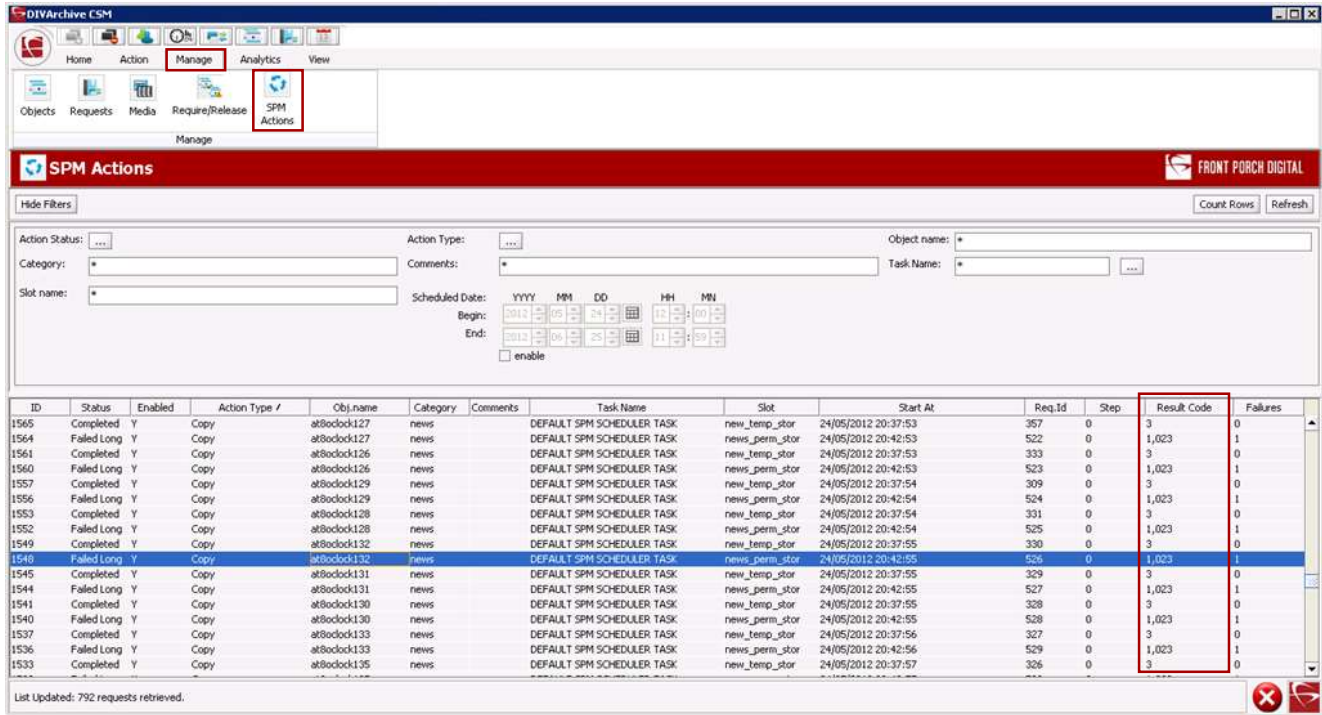 DIVArchive CSM
Home Action Manage Analytics View
Objects Requests Media Require/Release SPM Actions
Manage
SPM Actions FRONT PORCH DIGITAL
Hide Filters Count Rows Refresh
Action Status: ... Action Type: ... Object name: *
Category: * Comments: * Task Name: * ...
Slot name: * Scheduled Date: YYYY MM DD HH MN
Begin: 2012 05 24 12 : 00
End: 2012 06 25 11 : 59
enable
ID Status Enabled Action Type / Obj.name Category Comments Task Name Slot Start At Req.Id Step Result Code Failures
1565 Completed Y Copy at8oclock127 news DEFAULT SPM SCHEDULER TASK new_temp_stor 24/05/2012 20:37:53 357 0 3 0
1564 Failed Long Y Copy at8oclock127 news DEFAULT SPM SCHEDULER TASK news_perm_stor 24/05/2012 20:42:53 522 0 1,023 1
1561 Completed Y Copy at8oclock126 news DEFAULT SPM SCHEDULER TASK new_temp_stor 24/05/2012 20:37:53 333 0 3 0
1560 Failed Long Y Copy at8oclock126 news DEFAULT SPM SCHEDULER TASK news_perm_stor 24/05/2012 20:42:53 523 0 1,023 1
1557 Completed Y Copy at8oclock129 news DEFAULT SPM SCHEDULER TASK new_temp_stor 24/05/2012 20:37:54 309 0 3 0
1556 Failed Long Y Copy at8oclock129 news DEFAULT SPM SCHEDULER TASK news_perm_stor 24/05/2012 20:42:54 524 0 1,023 1
1553 Completed Y Copy at8oclock128 news DEFAULT SPM SCHEDULER TASK new_temp_stor 24/05/2012 20:37:54 331 0 3 0
1552 Failed Long Y Copy at8oclock128 news DEFAULT SPM SCHEDULER TASK news_perm_stor 24/05/2012 20:42:54 525 0 1,023 1
1549 Completed Y Copy at8oclock132 news DEFAULT SPM SCHEDULER TASK new_temp_stor 24/05/2012 20:37:55 330 0 3 0
1548 Failed Long Y Copy at8oclock132 news DEFAULT SPM SCHEDULER TASK news_perm_stor 24/05/2012 20:42:55 526 0 1,023 1
1545 Completed Y Copy at8oclock131 news DEFAULT SPM SCHEDULER TASK new_temp_stor 24/05/2012 20:37:55 329 0 3 0
1544 Failed Long Y Copy at8oclock131 news DEFAULT SPM SCHEDULER TASK news_perm_stor 24/05/2012 20:42:55 527 0 1,023 1
1541 Completed Y Copy at8oclock130 news DEFAULT SPM SCHEDULER TASK new_temp_stor 24/05/2012 20:37:55 328 0 3 0
1540 Failed Long Y Copy at8oclock130 news DEFAULT SPM SCHEDULER TASK news_perm_stor 24/05/2012 20:42:55 528 0 1,023 1
1537 Completed Y Copy at8oclock133 news DEFAULT SPM SCHEDULER TASK new_temp_stor 24/05/2012 20:37:56 327 0 3 0
1536 Failed Long Y Copy at8oclock133 news DEFAULT SPM SCHEDULER TASK news_perm_stor 24/05/2012 20:42:56 529 0 1,023 1
1533 Completed Y Copy at8oclock135 news DEFAULT SPM SCHEDULER TASK new_temp_stor 24/05/2012 20:37:57 326 0 3 0
List Updated: 792 requests retrieved.